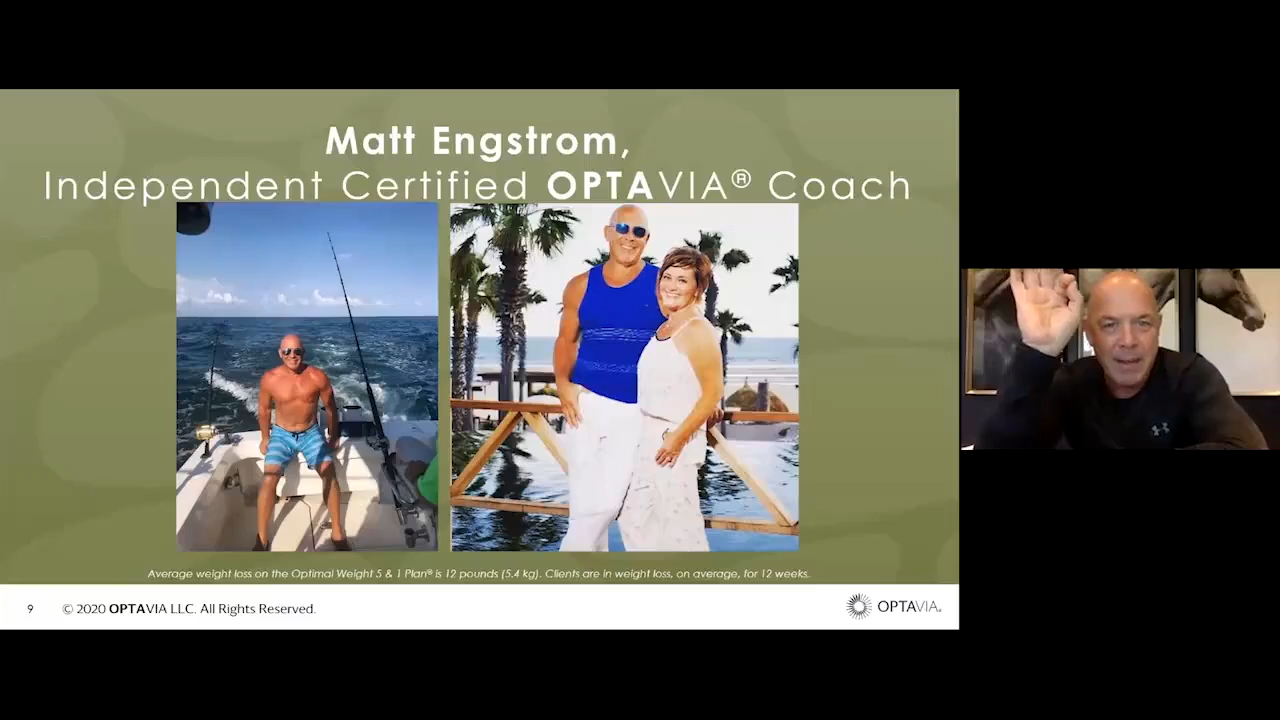 Matt Engstrom,
Independent Certified OPTAVIA® Coach
Average weight loss on the Optimal Weight 5 & 1 Plan® is 12 pounds (5.4 kg). Clients are in weight loss, on average, for 12 weeks.
9 © 2020 OPTAVIA LLC. All Rights Reserved.
OPTAVIA®